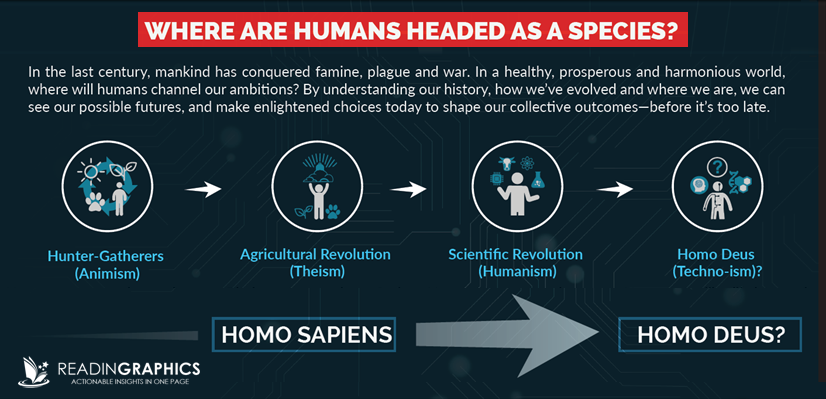 WHERE ARE HUMANS HEADED AS A SPECIES?
In the last century, mankind has conquered famine, plague and war. In a healthy, prosperous and harmonious world,
where will humans channel our ambitions? By understanding our history, how we've evolved and where we are, we can
see our possible futures, and make enlightened choices today to shape our collective outcomes—before it's too late.
?
Hunter-Gatherers
(Animism)
Agricultural Revolution
(Theism)
Scientific Revolution
(Humanism)
Homo Deus
(Techno-ism)?
HOMO SAPIENS
HOMO DEUS?
READINGRAPHICS
ACTIONABLE INSIGHTS IN ONE PAGE